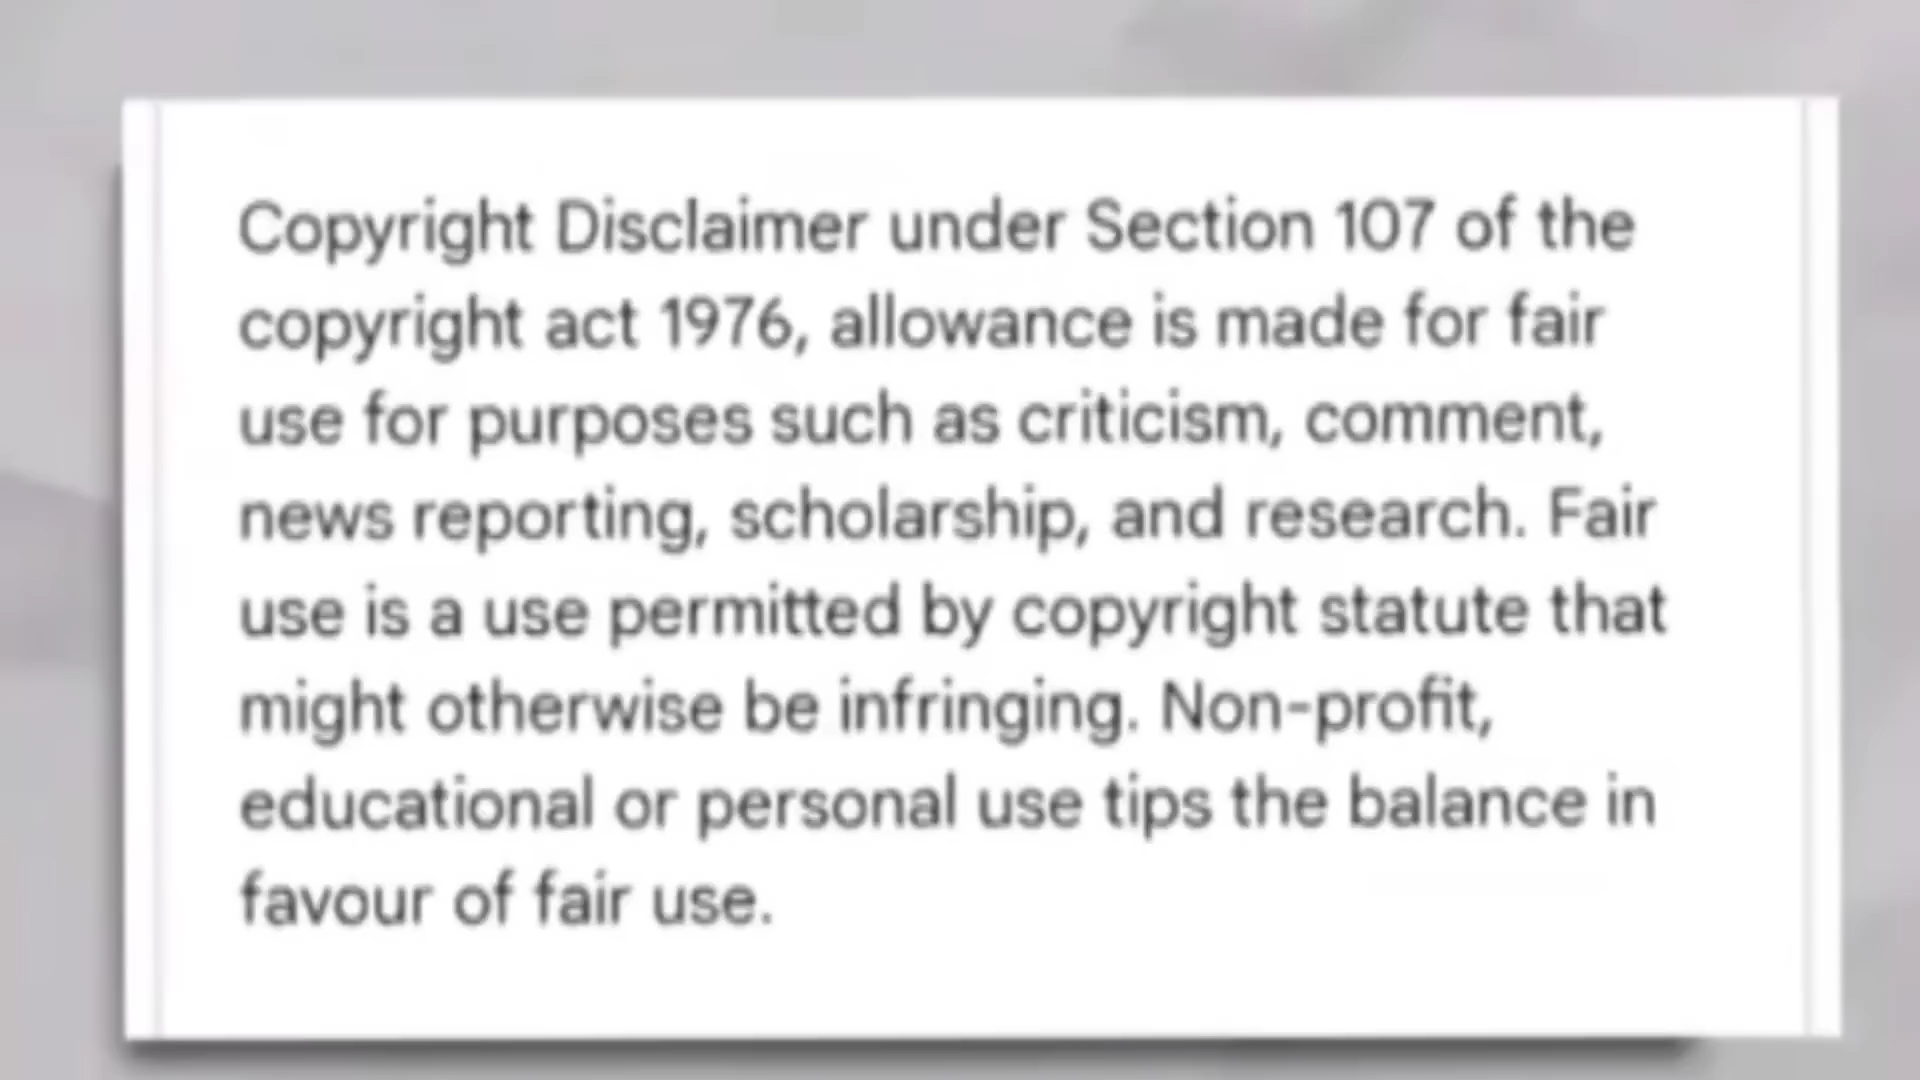 Copyright Disclaimer under Section 107 of the
copyright act 1976, allowance is made for fair
use for purposes such as criticism, comment,
news reporting, scholarship, and research. Fair
use is a use permitted by copyright statute that
might otherwise be infringing. Non-profit,
educational or personal use tips the balance in
favour of fair use.